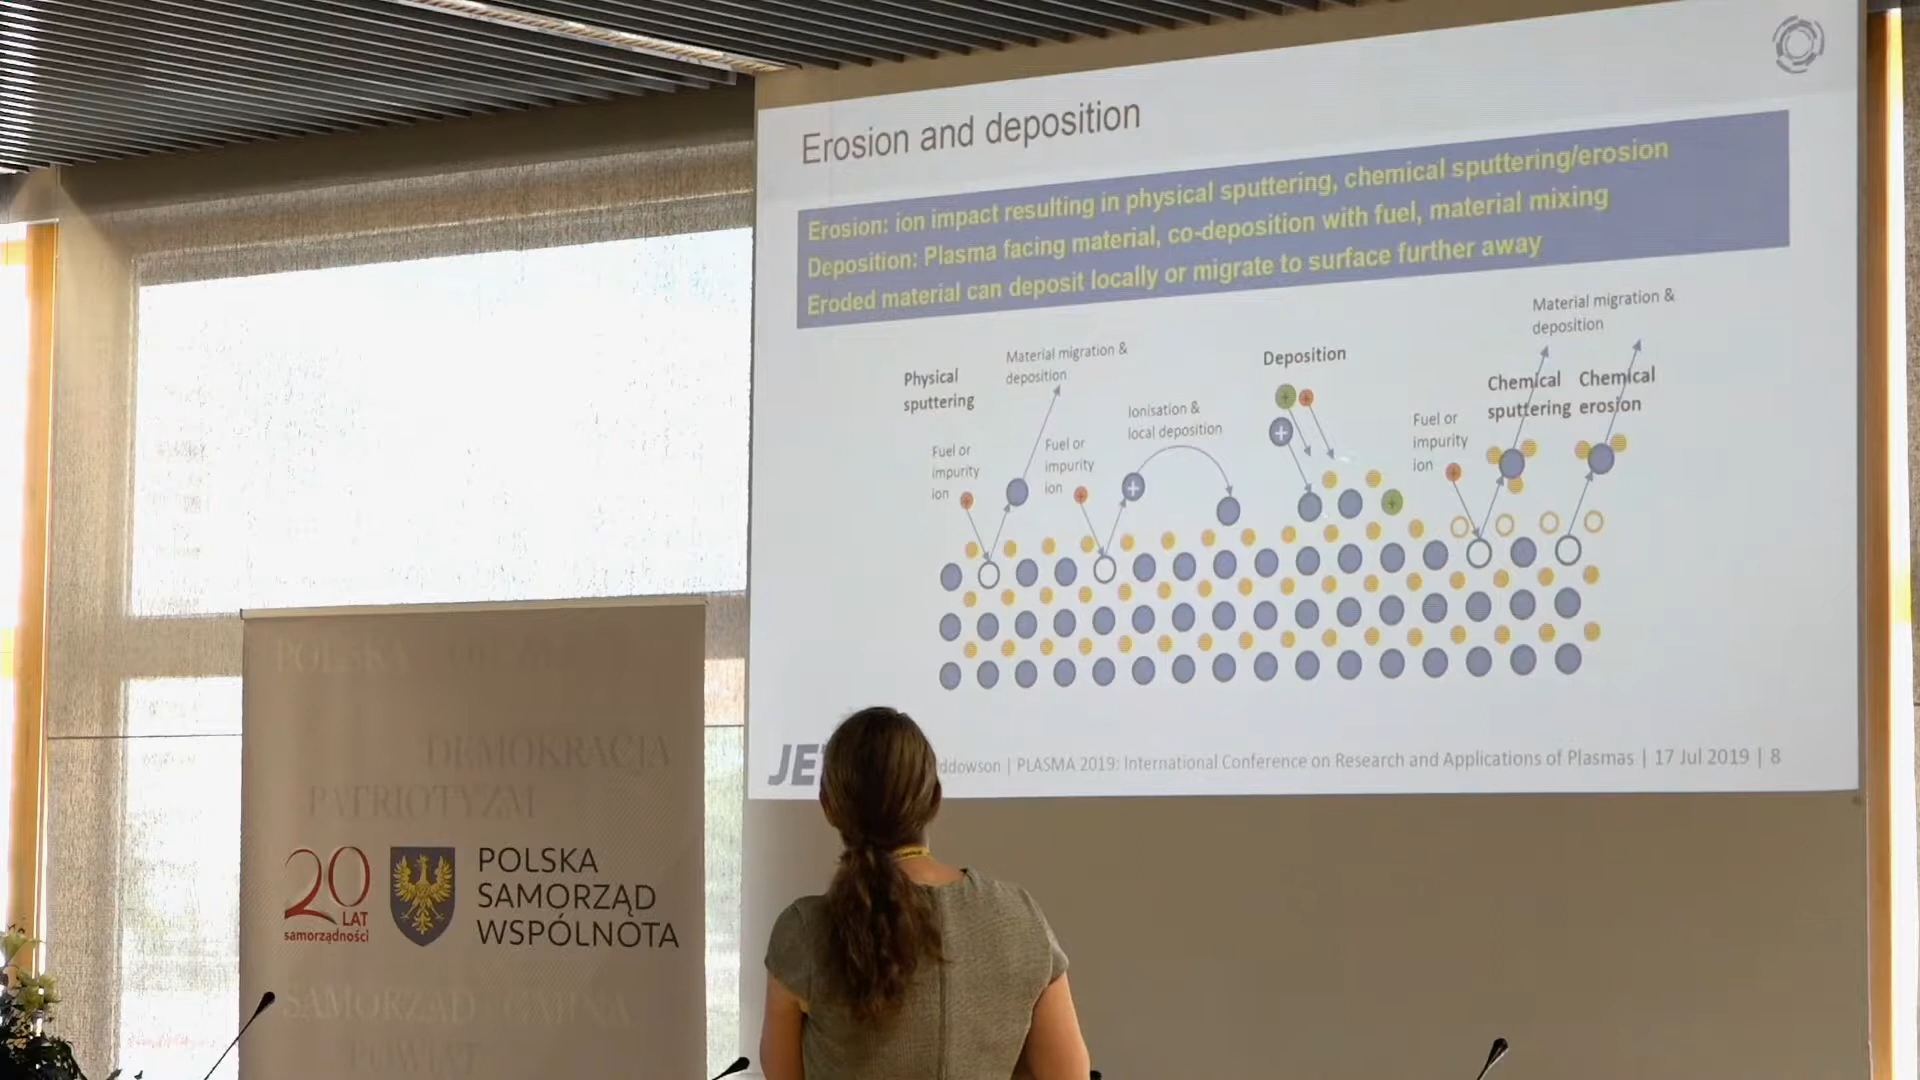 Erosion and deposition
Erosion: ion impact resulting in physical sputtering, chemical sputtering/erosion
Deposition: Plasma facing material, co-deposition with fuel, material mixing
Eroded material can deposit locally or migrate to surface further away
Physical
sputtering
Material migration &
deposition
Fuel or
impurity
ion
Fuel or
impurity
ion
Ionisation &
local deposition
Deposition
Fuel or
impurity
ion
Material migration &
deposition
Chemical
sputtering
Chemical
erosion
| PLASMA 2019: International Conference on Research and Applications of Plasmas | 17 Jul 2019 | 8
POLSKA
DEMOKRACJA
PATRIOTYZM
20
LAT
samorządności
POLSKA
SAMORZĄD
WSPÓLNOTA
SAMORZĄD GMINA
POWIAT